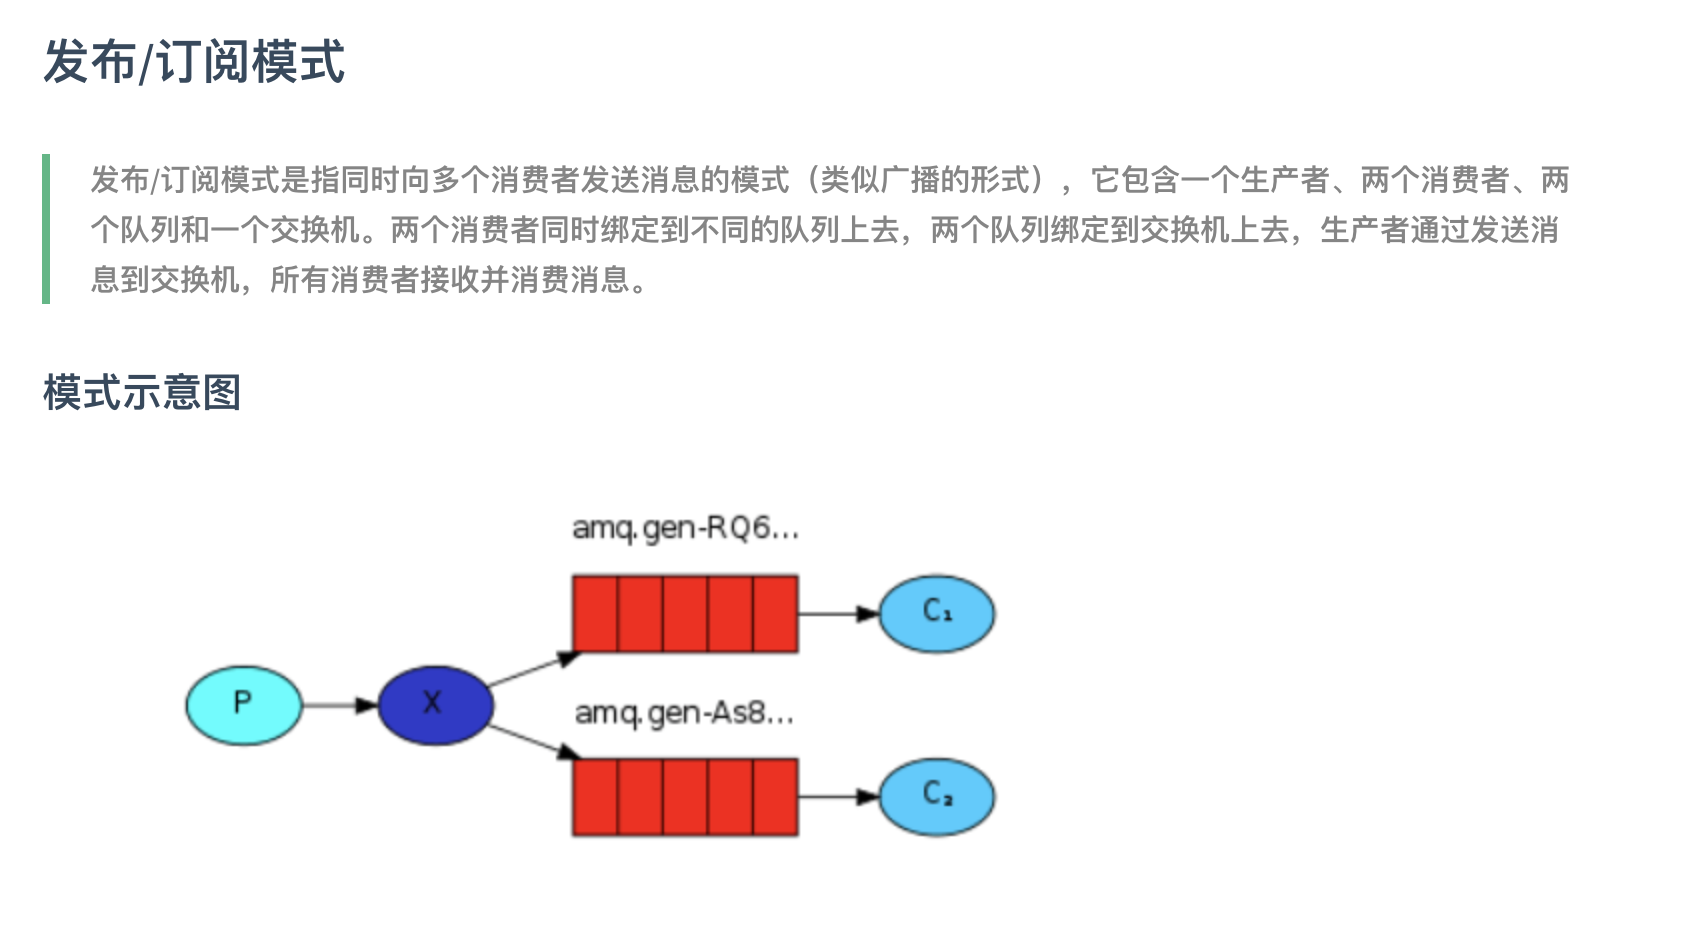 发布/订阅模式
发布/订阅模式是指同时向多个消费者发送消息的模式（类似广播的形式），它包含一个生产者、两个消费者、两
个队列和一个交换机。两个消费者同时绑定到不同的队列上去，两个队列绑定到交换机上去，生产者通过发送消
息到交换机，所有消费者接收并消费消息。
模式示意图
amq.gen-RQ6...
C₁
P
X
amq.gen-As8...
C₂